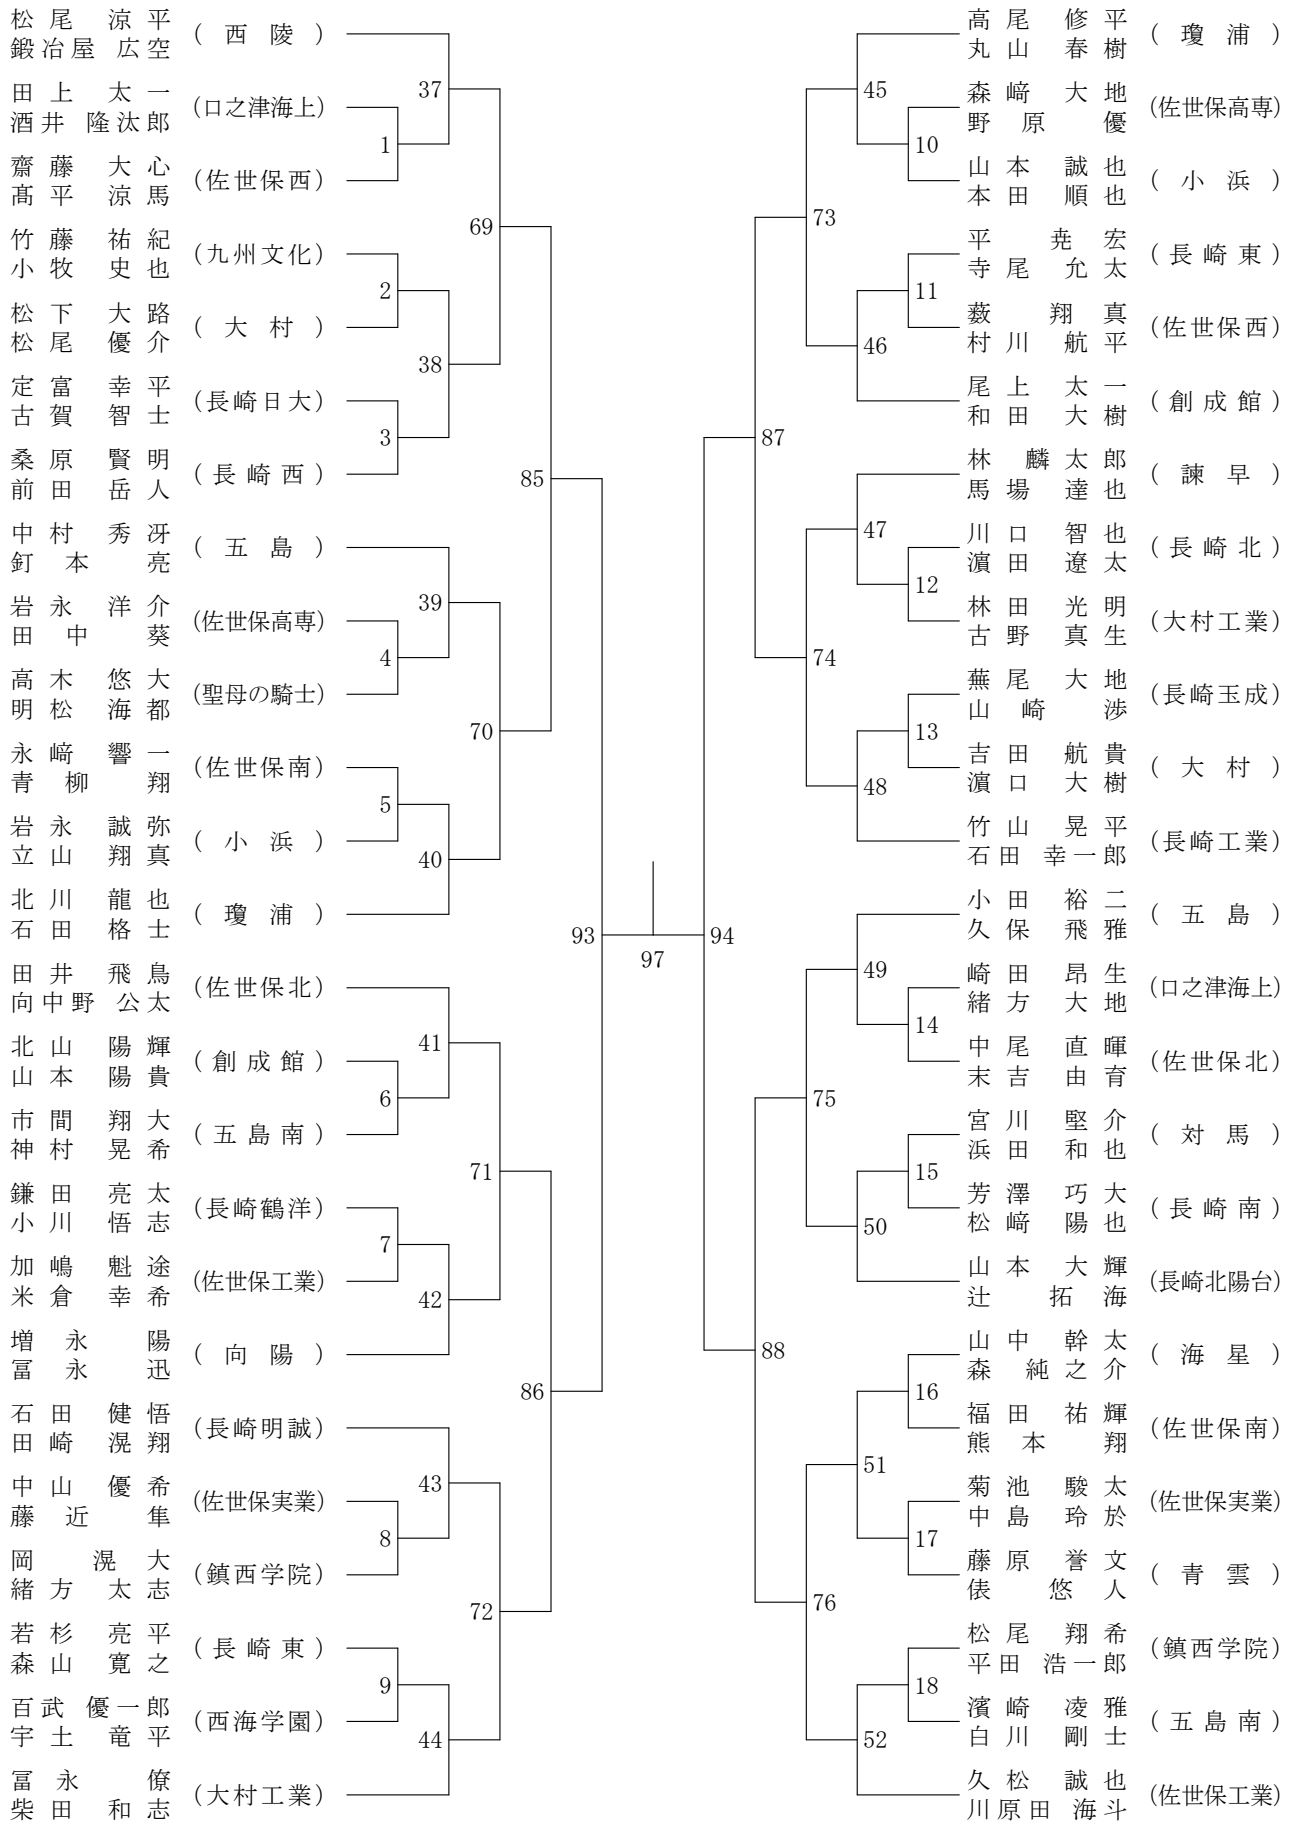 松尾 涼平
鍛冶屋 広空
(西陵)
田上 太一
酒井 隆汰郎
(口之津海上)
齋藤 大心
髙平 涼馬
(佐世保西)
竹藤 祐紀
小牧 史也
(九州文化)
松下 大路
松尾 優介
(大村)
定富 幸平
古賀 智士
(長崎日大)
桑原 賢明
前田 岳人
(長崎西)
中村 秀冴
釘本 亮
(五島)
岩永 洋介
田中 葵
(佐世保高専)
高木 悠大
明松 海都
(聖母の騎士)
永﨑 響一
青柳 翔
(佐世保南)
岩永 誠弥
立山 翔真
(小浜)
北川 龍也
石田 格士
(瓊浦)
田井 飛鳥
向中野 公太
(佐世保北)
北山 陽輝
山本 陽貴
(創成館)
市間 翔大
神村 晃希
(五島南)
鎌田 亮太
小川 悟志
(長崎鶴洋)
加嶋 魁途
米倉 幸希
(佐世保工業)
増永 陽
冨永 迅
(向陽)
石田 健悟
田崎 滉翔
(長崎明誠)
中山 優希
藤近 隼
(佐世保実業)
岡 滉大
緒方 太志
(鎮西学院)
若杉 亮平
森山 寛之
(長崎東)
百武 優一郎
宇土 竜平
(西海学園)
冨永 僚
柴田 和志
(大村工業)
1
2
3
4
5
6
7
8
9
37
38
39
40
41
42
43
44
69
70
71
72
85
86
93
97
94
87
88
73
74
75
76
45
46
47
48
49
50
51
52
10
11
12
13
14
15
16
17
18
高尾 修平
丸山 春樹
(瓊浦)
森﨑 大地
野原 優
(佐世保高専)
山本 誠也
本田 順也
(小浜)
平 尭宏
寺尾 允太
(長崎東)
薮 翔真
村川 航平
(佐世保西)
尾上 太一
和田 大樹
(創成館)
林 麟太郎
馬場 達也
(諫早)
川口 智也
濵田 遼太
(長崎北)
林田 光明
古野 真生
(大村工業)
蕪尾 大地
山崎 渉
(長崎玉成)
吉田 航貴
濵口 大樹
(大村)
竹山 晃平
石田 幸一郎
(長崎工業)
小田 裕二
久保 飛雅
(五島)
崎田 昂生
緒方 大地
(口之津海上)
中尾 直暉
末吉 由育
(佐世保北)
宮川 堅介
浜田 和也
(対馬)
芳澤 巧大
松﨑 陽也
(長崎南)
山本 大輝
辻 拓海
(長崎北陽台)
山中 幹太
森 純之介
(海星)
福田 祐輝
熊本 翔
(佐世保南)
菊池 駿太
中島 玲於
(佐世保実業)
藤原 誉文
俵 悠人
(青雲)
松尾 翔希
平田 浩一郎
(鎮西学院)
濱崎 凌雅
白川 剛士
(五島南)
久松 誠也
川原田 海斗
(佐世保工業)